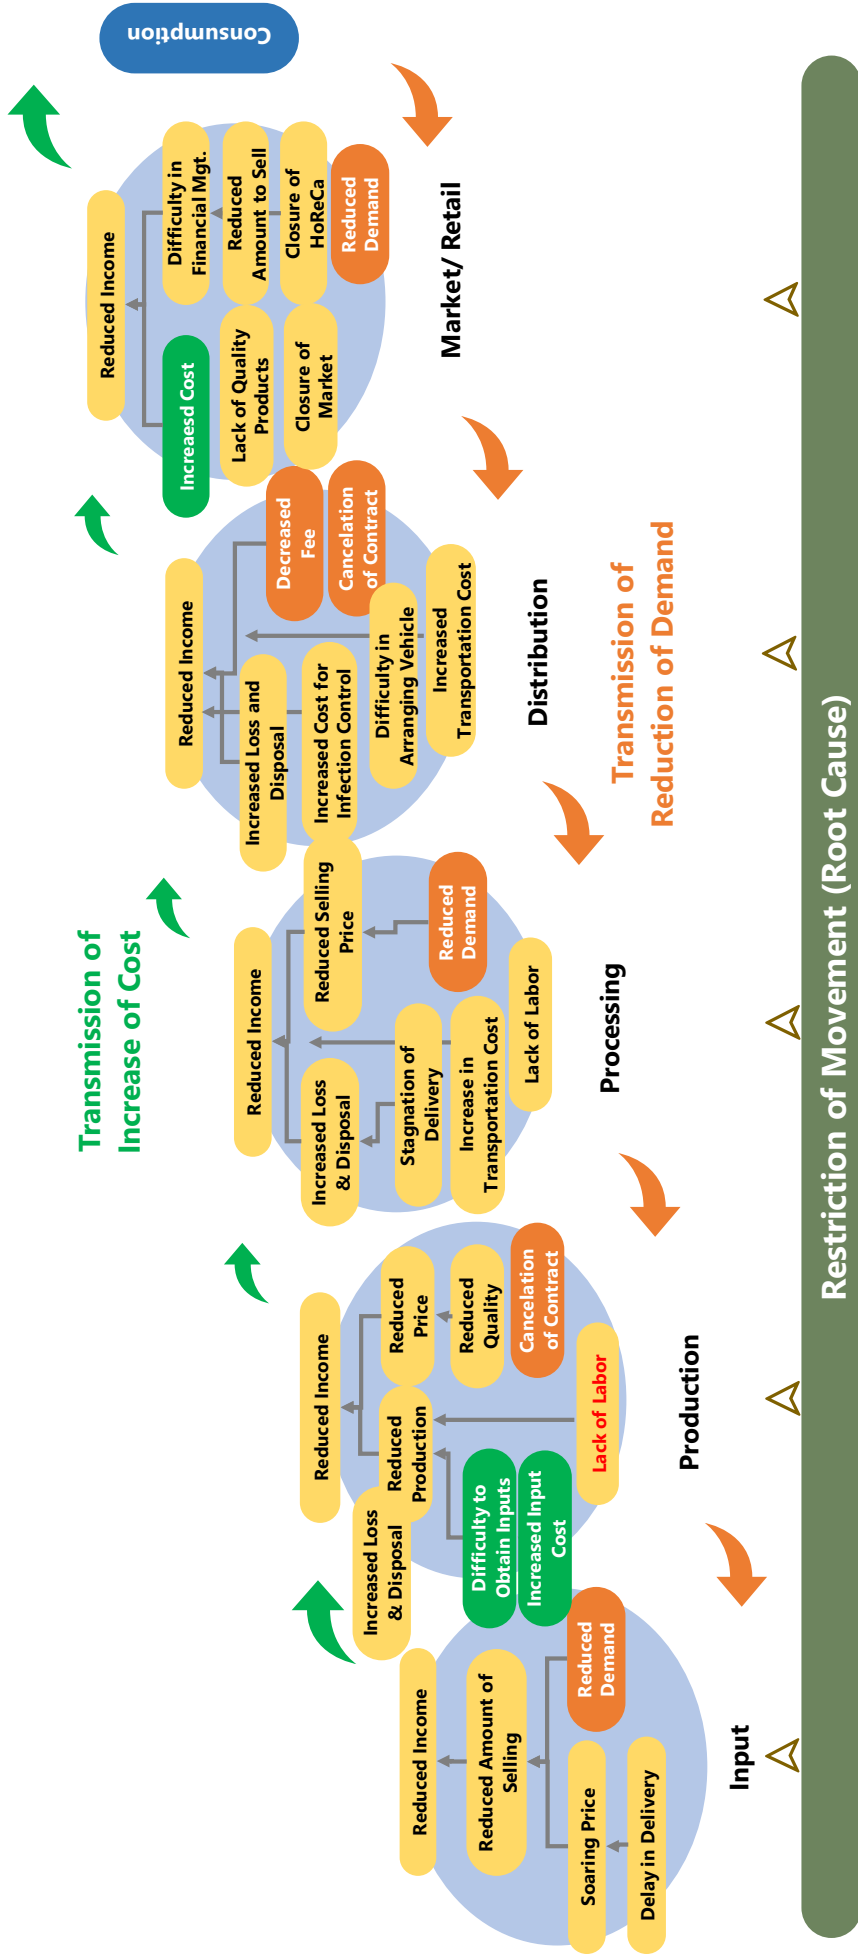 Consumption
Transmission of
Increase of Cost
Reduced Income
Increaesd Cost
Difficulty in
Financial Mgt.
Lack of Quality
Products
Reduced
Amount to Sell
Closure of
Market
Closure of
HoReCa
Reduced
Demand
Market/ Retail
Reduced Income
Increased Loss and
Disposal
Decreased
Fee
Increased Cost for
Infection Control
Cancelation
of Contract
Difficulty in
Arranging Vehicle
Increased
Transportation Cost
Distribution
Reduced Income
Increased Loss
& Disposal
Reduced Selling
Price
Stagnation of
Delivery
Reduced
Demand
Increase in
Transportation Cost
Lack of Labor
Processing
Reduced Income
Increased Loss
& Disposal
Reduced
Production
Reduced
Price
Difficulty to
Obtain Inputs
Reduced
Quality
Increased Input
Cost
Cancelation
of Contract
Lack of Labor
Production
Reduced Income
Reduced Amount of
Selling
Soaring Price
Reduced
Demand
Delay in Delivery
Input
Transmission of
Reduction of Demand
Restriction of Movement (Root Cause)